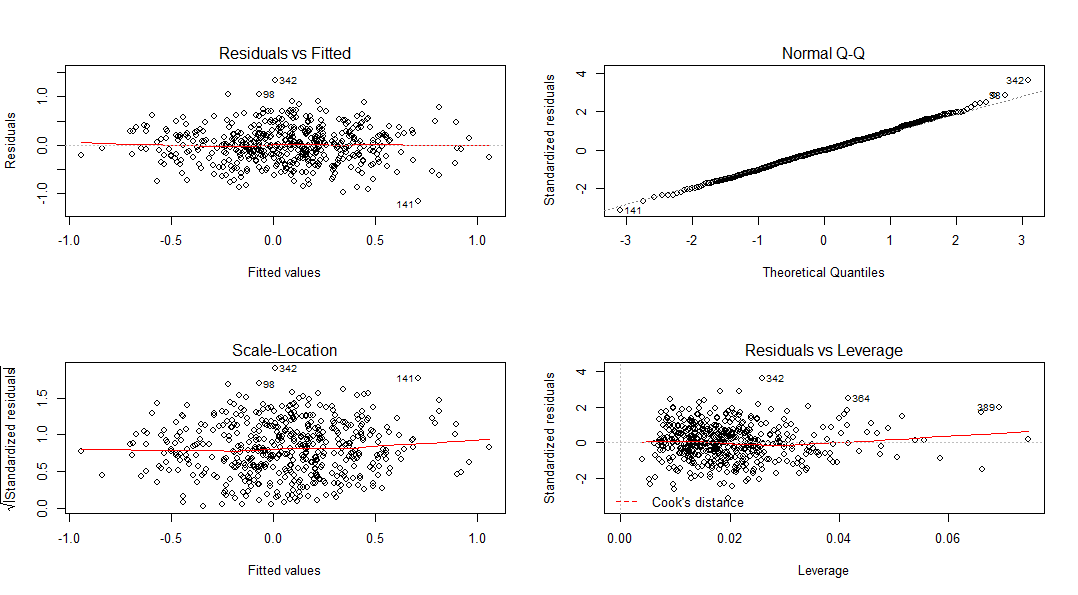 Residuals vs Fitted
Residuals
-1.0 0.0 1.0
342
98
141
-1.0 -0.5 0.0 0.5 1.0
Fitted values
Normal Q-Q
Standardized residuals
-2 0 2 4
342
98
141
-3 -2 -1 0 1 2 3
Theoretical Quantiles
Scale-Location
√|Standardized residuals|
0.0 0.5 1.0 1.5
342
98
141
-1.0 -0.5 0.0 0.5 1.0
Fitted values
Residuals vs Leverage
Standardized residuals
-2 0 2 4
342
364
389
Cook's distance
0.00 0.02 0.04 0.06
Leverage